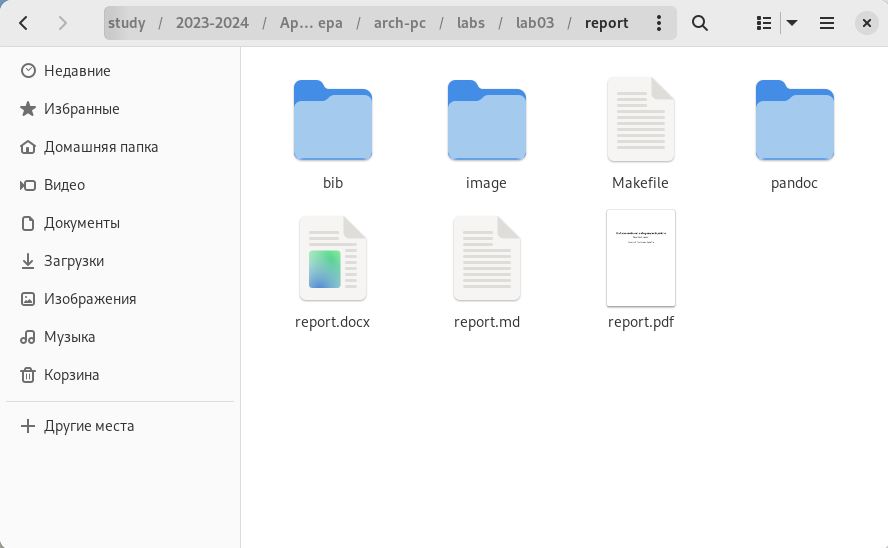 study / 2023-2024 / Ар... ера / arch-pc / labs / lab03 / report
Недавние
Избранные
Домашняя папка
Видео
Документы
Загрузки
Изображения
Музыка
Корзина
Другие места
bib
image
Makefile
pandoc
report.docx
report.md
report.pdf